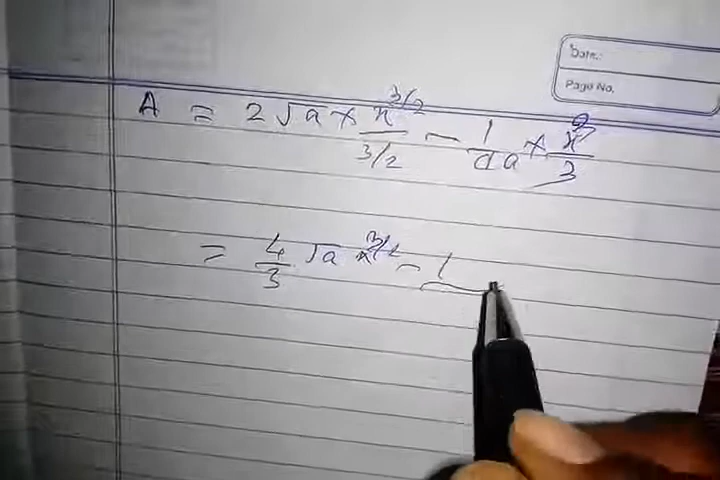 Date:
Page No.
A = 2 √a × x^3/2 / 3/2 − 1/4a × x^3/3
= 4/3 √a x^3/2 − 1